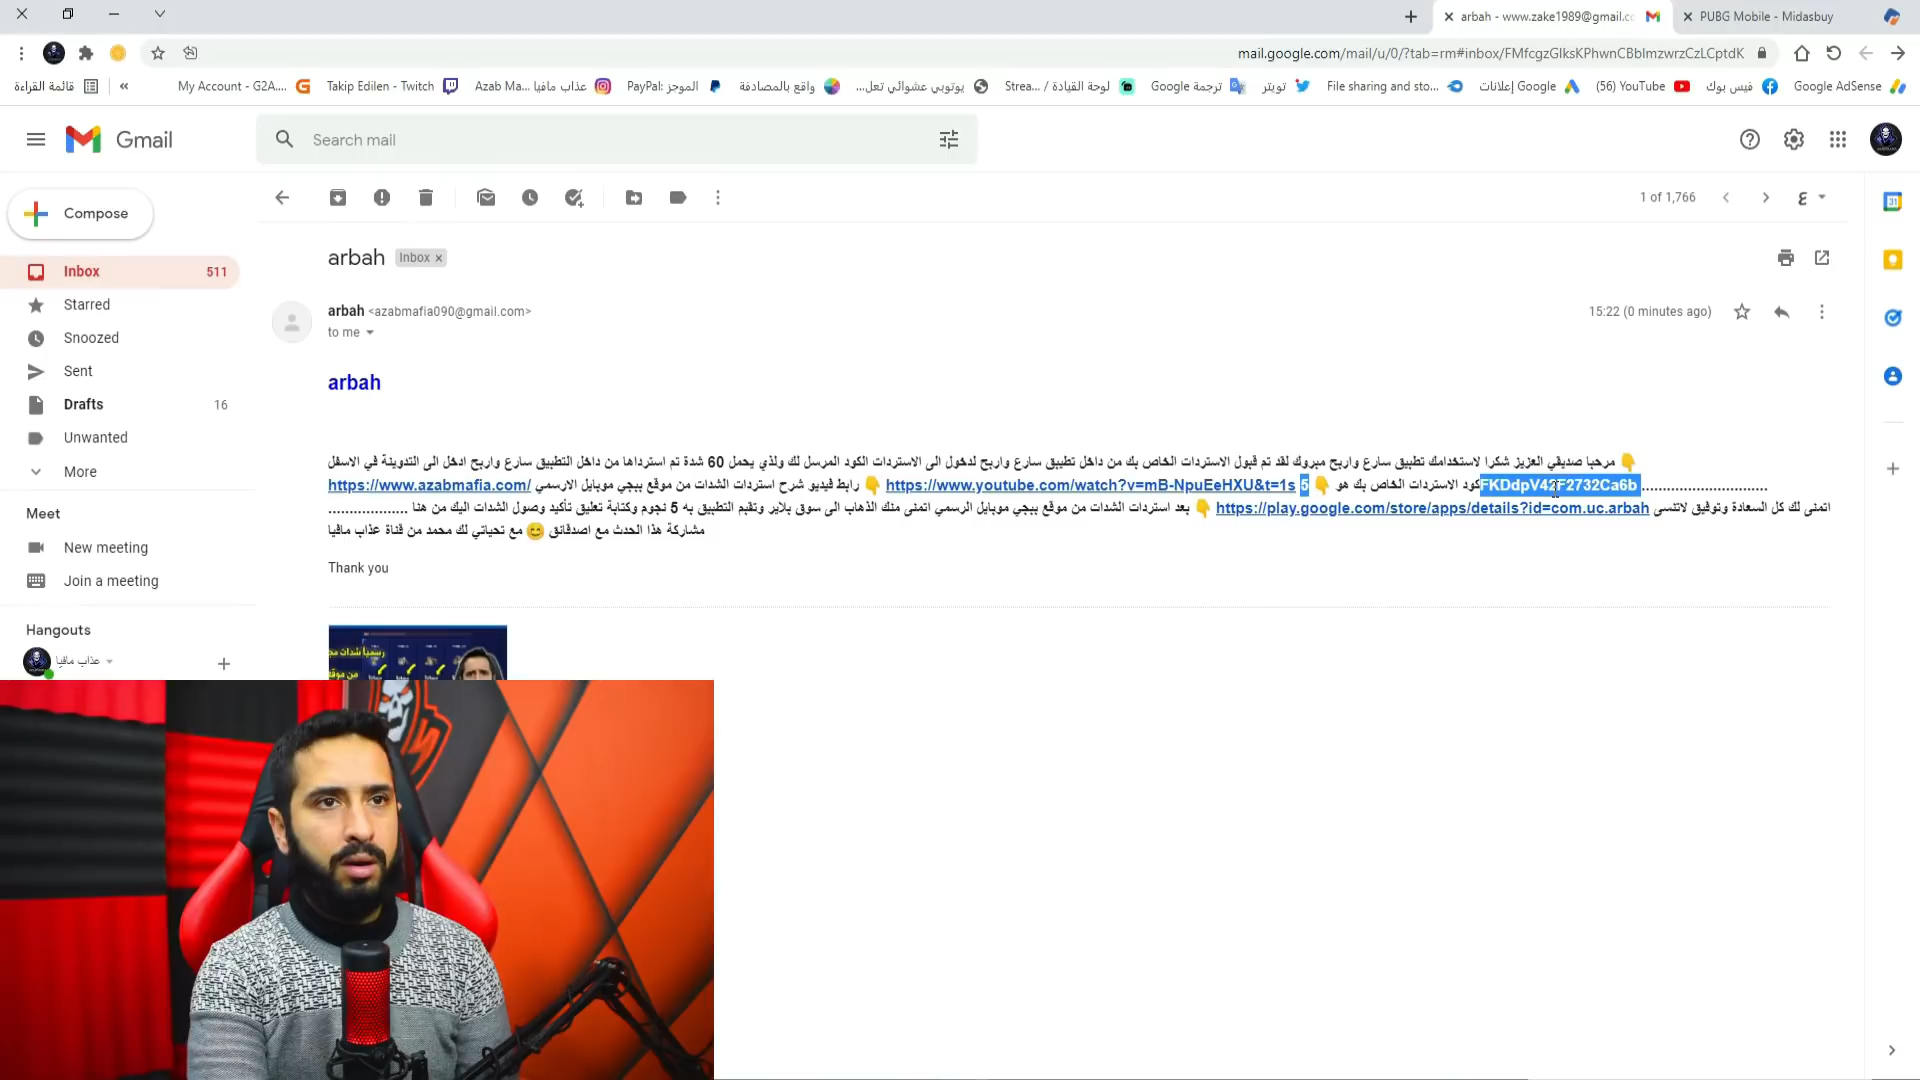 arbah - www.zake1989@gmail.co
PUBG Mobile - Midasbuy
mail.google.com/mail/u/0/?tab=rm#inbox/FMfcgzGlksKPhwnCBblmzwrzCzLCptdK
قائمة القراءة
«
My Account - G2A....
Takip Edilen - Twitch
عذاب مافيا Azab Ma...
الموجز :PayPal
واقع بالمصادفة
يوتوبي عشوائي تعل...
لوحة القيادة / Strea...
ترجمة Google
تويتر
File sharing and sto...
إعلانات Google
(56) YouTube
فيس بوك
Google AdSense
Gmail
Search mail
Compose
1 of 1,766
Inbox 511
Starred
Snoozed
Sent
Drafts 16
Unwanted
More
Meet
New meeting
Join a meeting
Hangouts
عذاب مافيا
arbah Inbox x
arbah <azabmafia090@gmail.com>
15:22 (0 minutes ago)
to me
arbah
👇 مرحبا صديقي العزيز شكرا لاستخدامك تطبيق سارع واربح مبروك لقد تم قبول الاستردات الخاص بك من داخل تطبيق سارع واربح لدخول الى الاستردات الكود المرسل لك ولذي يحمل 60 شدة تم استردادها من داخل التطبيق سارع واربح ادخل الى التدوينة في الاسفل
https://www.azabmafia.com/ رابط فيديو شرح استردات الشدات من موقع ببجي موبايل الارسمي 👇 https://www.youtube.com/watch?v=mB-NpuEeHXU&t=1s 5 👇 كود الاستردات الخاص بك هو FKDdpV42F2732Ca6b ..............................
.................... بعد استردات الشدات من موقع ببجي موبايل الرسمي اتمنى منك الذهاب الى سوق بلاير وتقيم التطبيق به 5 نجوم وكتابة تعليق تأكيد وصول الشدات اليك من هنا 👇 https://play.google.com/store/apps/details?id=com.uc.arbah اتمنى لك كل السعادة وتوفيق لاتنسى
مشاركة هذا الحدث مع اصدقائق 😊 مع تحياتي لك محمد من قناة عذاب مافيا
Thank you
رسمياً شدات مج
من موقع